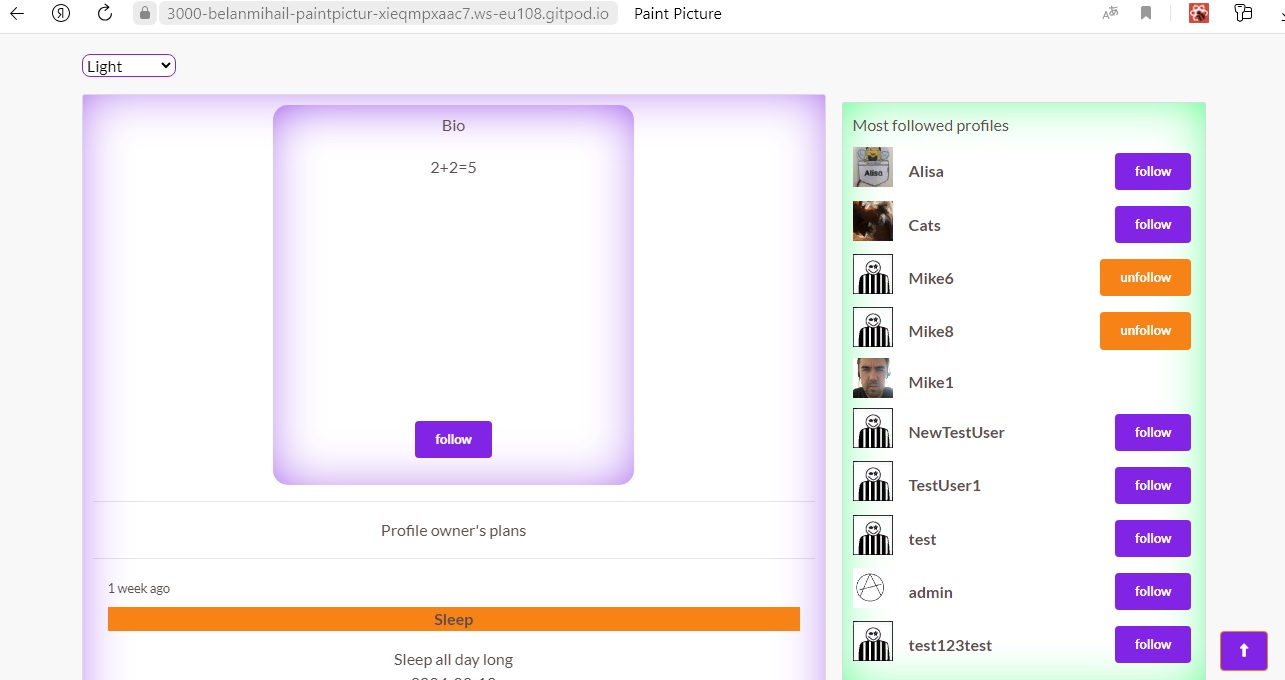 Я
3000-belanmihail-paintpictur-xieqmpxaac7.ws-eu108.gitpod.io Paint Picture
Light
Bio
2+2=5
follow
Profile owner's plans
1 week ago
Sleep
Sleep all day long
Most followed profiles
Alisa
Alisa follow
Cats follow
Mike6 unfollow
Mike8 unfollow
Mike1
NewTestUser follow
TestUser1 follow
test follow
admin follow
test123test follow